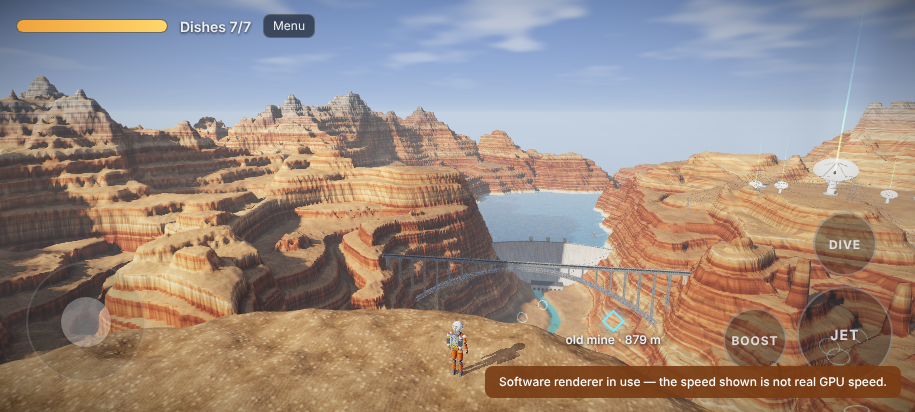 Dishes 7/7
Menu
DIVE
old mine · 879 m
BOOST
JET
Software renderer in use — the speed shown is not real GPU speed.